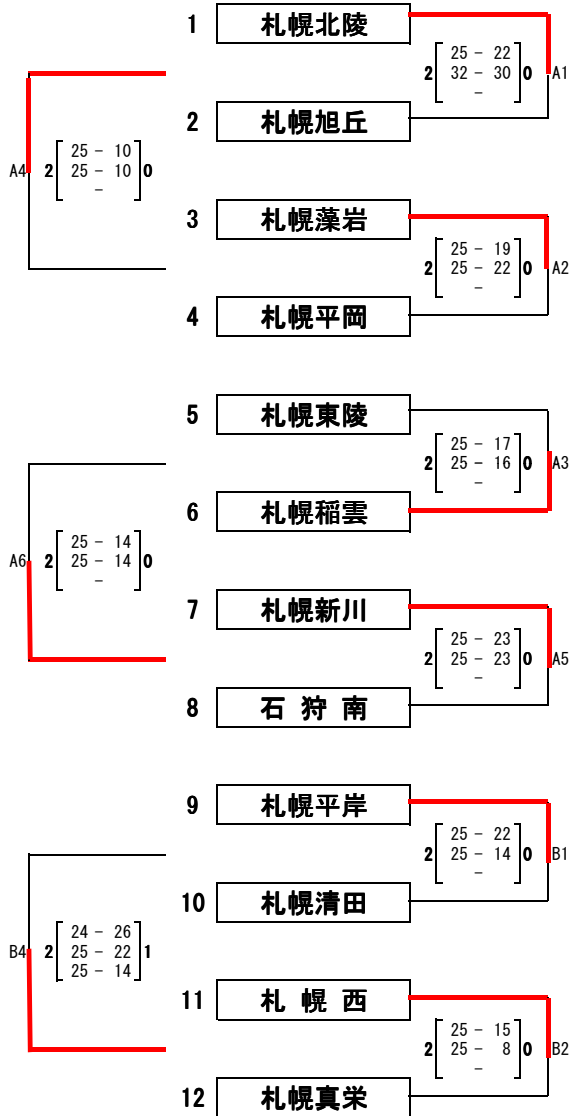 1 札幌北陵
25 - 22
2 32 - 30 0 A1
-
2 札幌旭丘
25 - 10
A4 2 25 - 10 0
-
3 札幌藻岩
25 - 19
2 25 - 22 0 A2
-
4 札幌平岡
5 札幌東陵
25 - 17
2 25 - 16 0 A3
-
6 札幌稲雲
25 - 14
A6 2 25 - 14 0
-
7 札幌新川
25 - 23
2 25 - 23 0 A5
-
8 石狩南
9 札幌平岸
25 - 22
2 25 - 14 0 B1
-
10 札幌清田
24 - 26
B4 2 25 - 22 1
25 - 14
11 札幌西
25 - 15
2 25 - 8 0 B2
-
12 札幌真栄